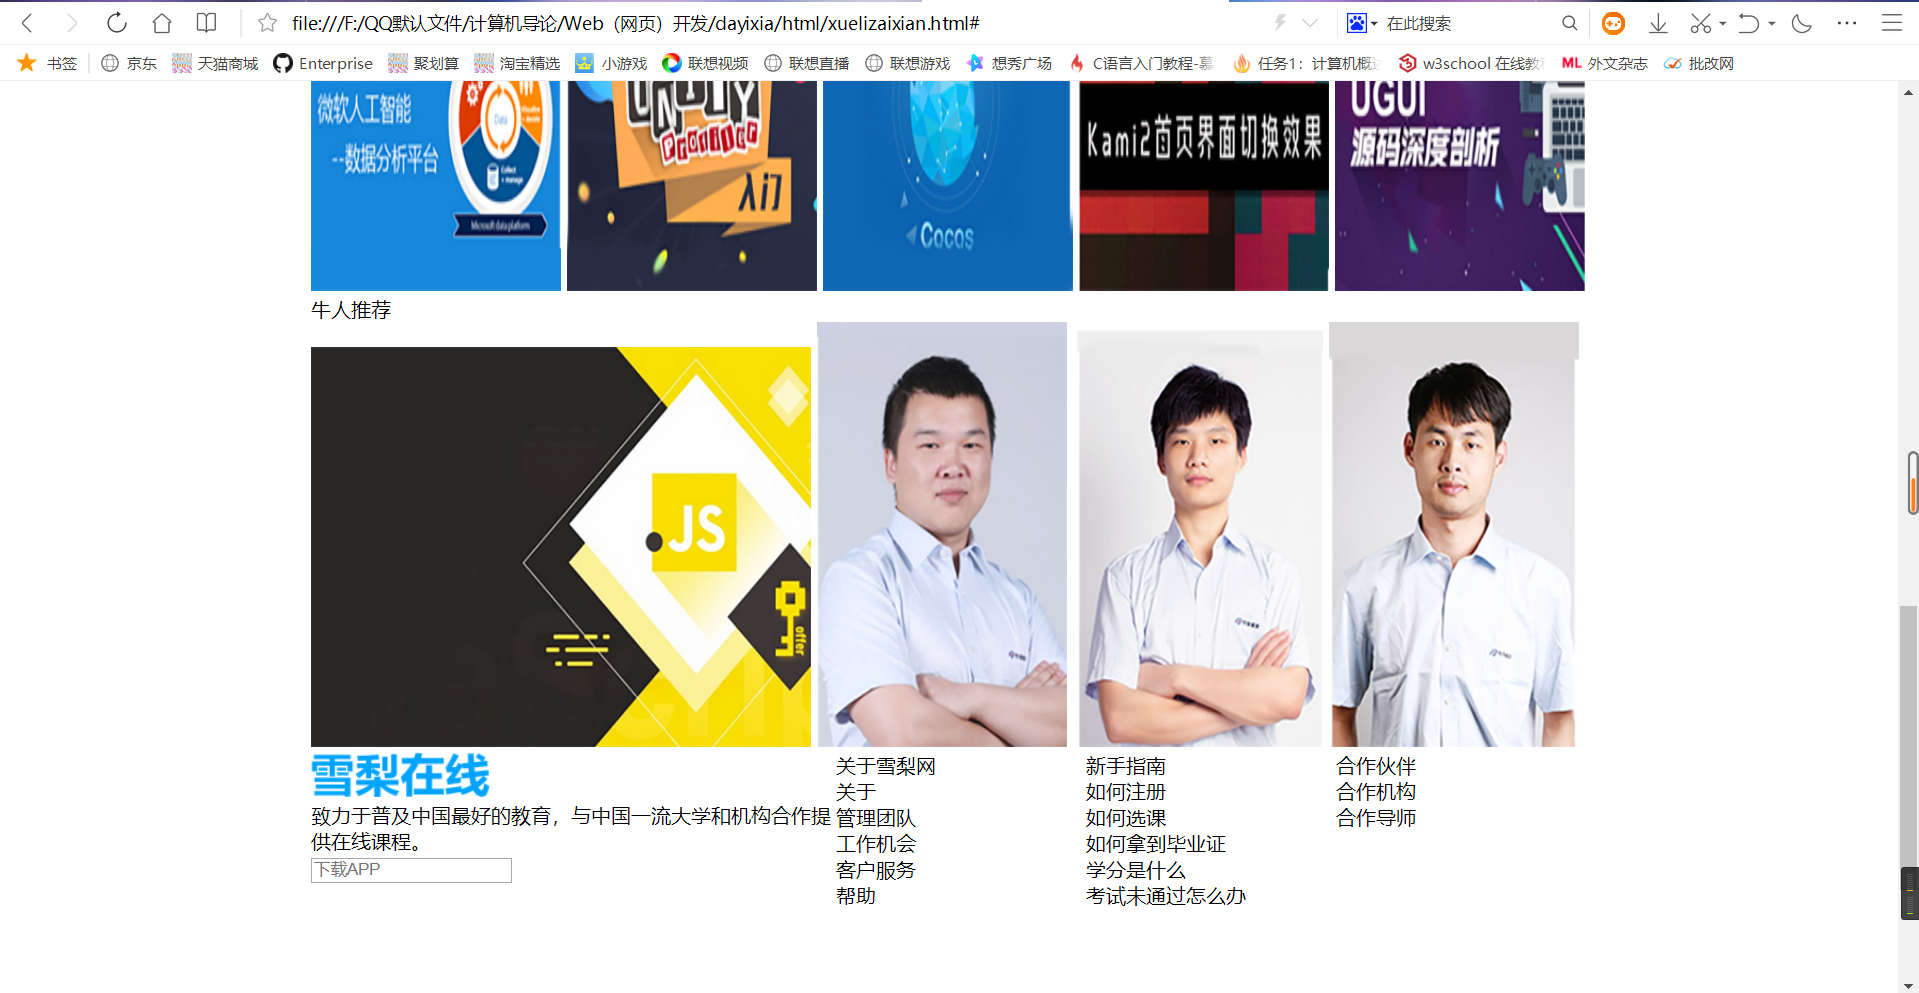 file:///F:/QQ默认文件/计算机导论/Web（网页）开发/dayixia/html/xuelizaixian.html#
在此搜索
书签 京东 天猫商城 Enterprise 聚划算 淘宝精选 小游戏 联想视频 联想直播 联想游戏 想秀广场 C语言入门教程-慕 任务1：计算机概 w3school 在线教 ML 外文杂志 批改网
微软人工智能
--数据分析平台
Data
Collect
+ manage
Microsoft data platform
UNITY
Profiler
入门
Cocos
Kami2首页界面切换效果
UGUI
源码深度剖析
牛人推荐
JS
offer
雪梨在线
致力于普及中国最好的教育，与中国一流大学和机构合作提
供在线课程。
下载APP
关于雪梨网
关于
管理团队
工作机会
客户服务
帮助
新手指南
如何注册
如何选课
如何拿到毕业证
学分是什么
考试未通过怎么办
合作伙伴
合作机构
合作导师